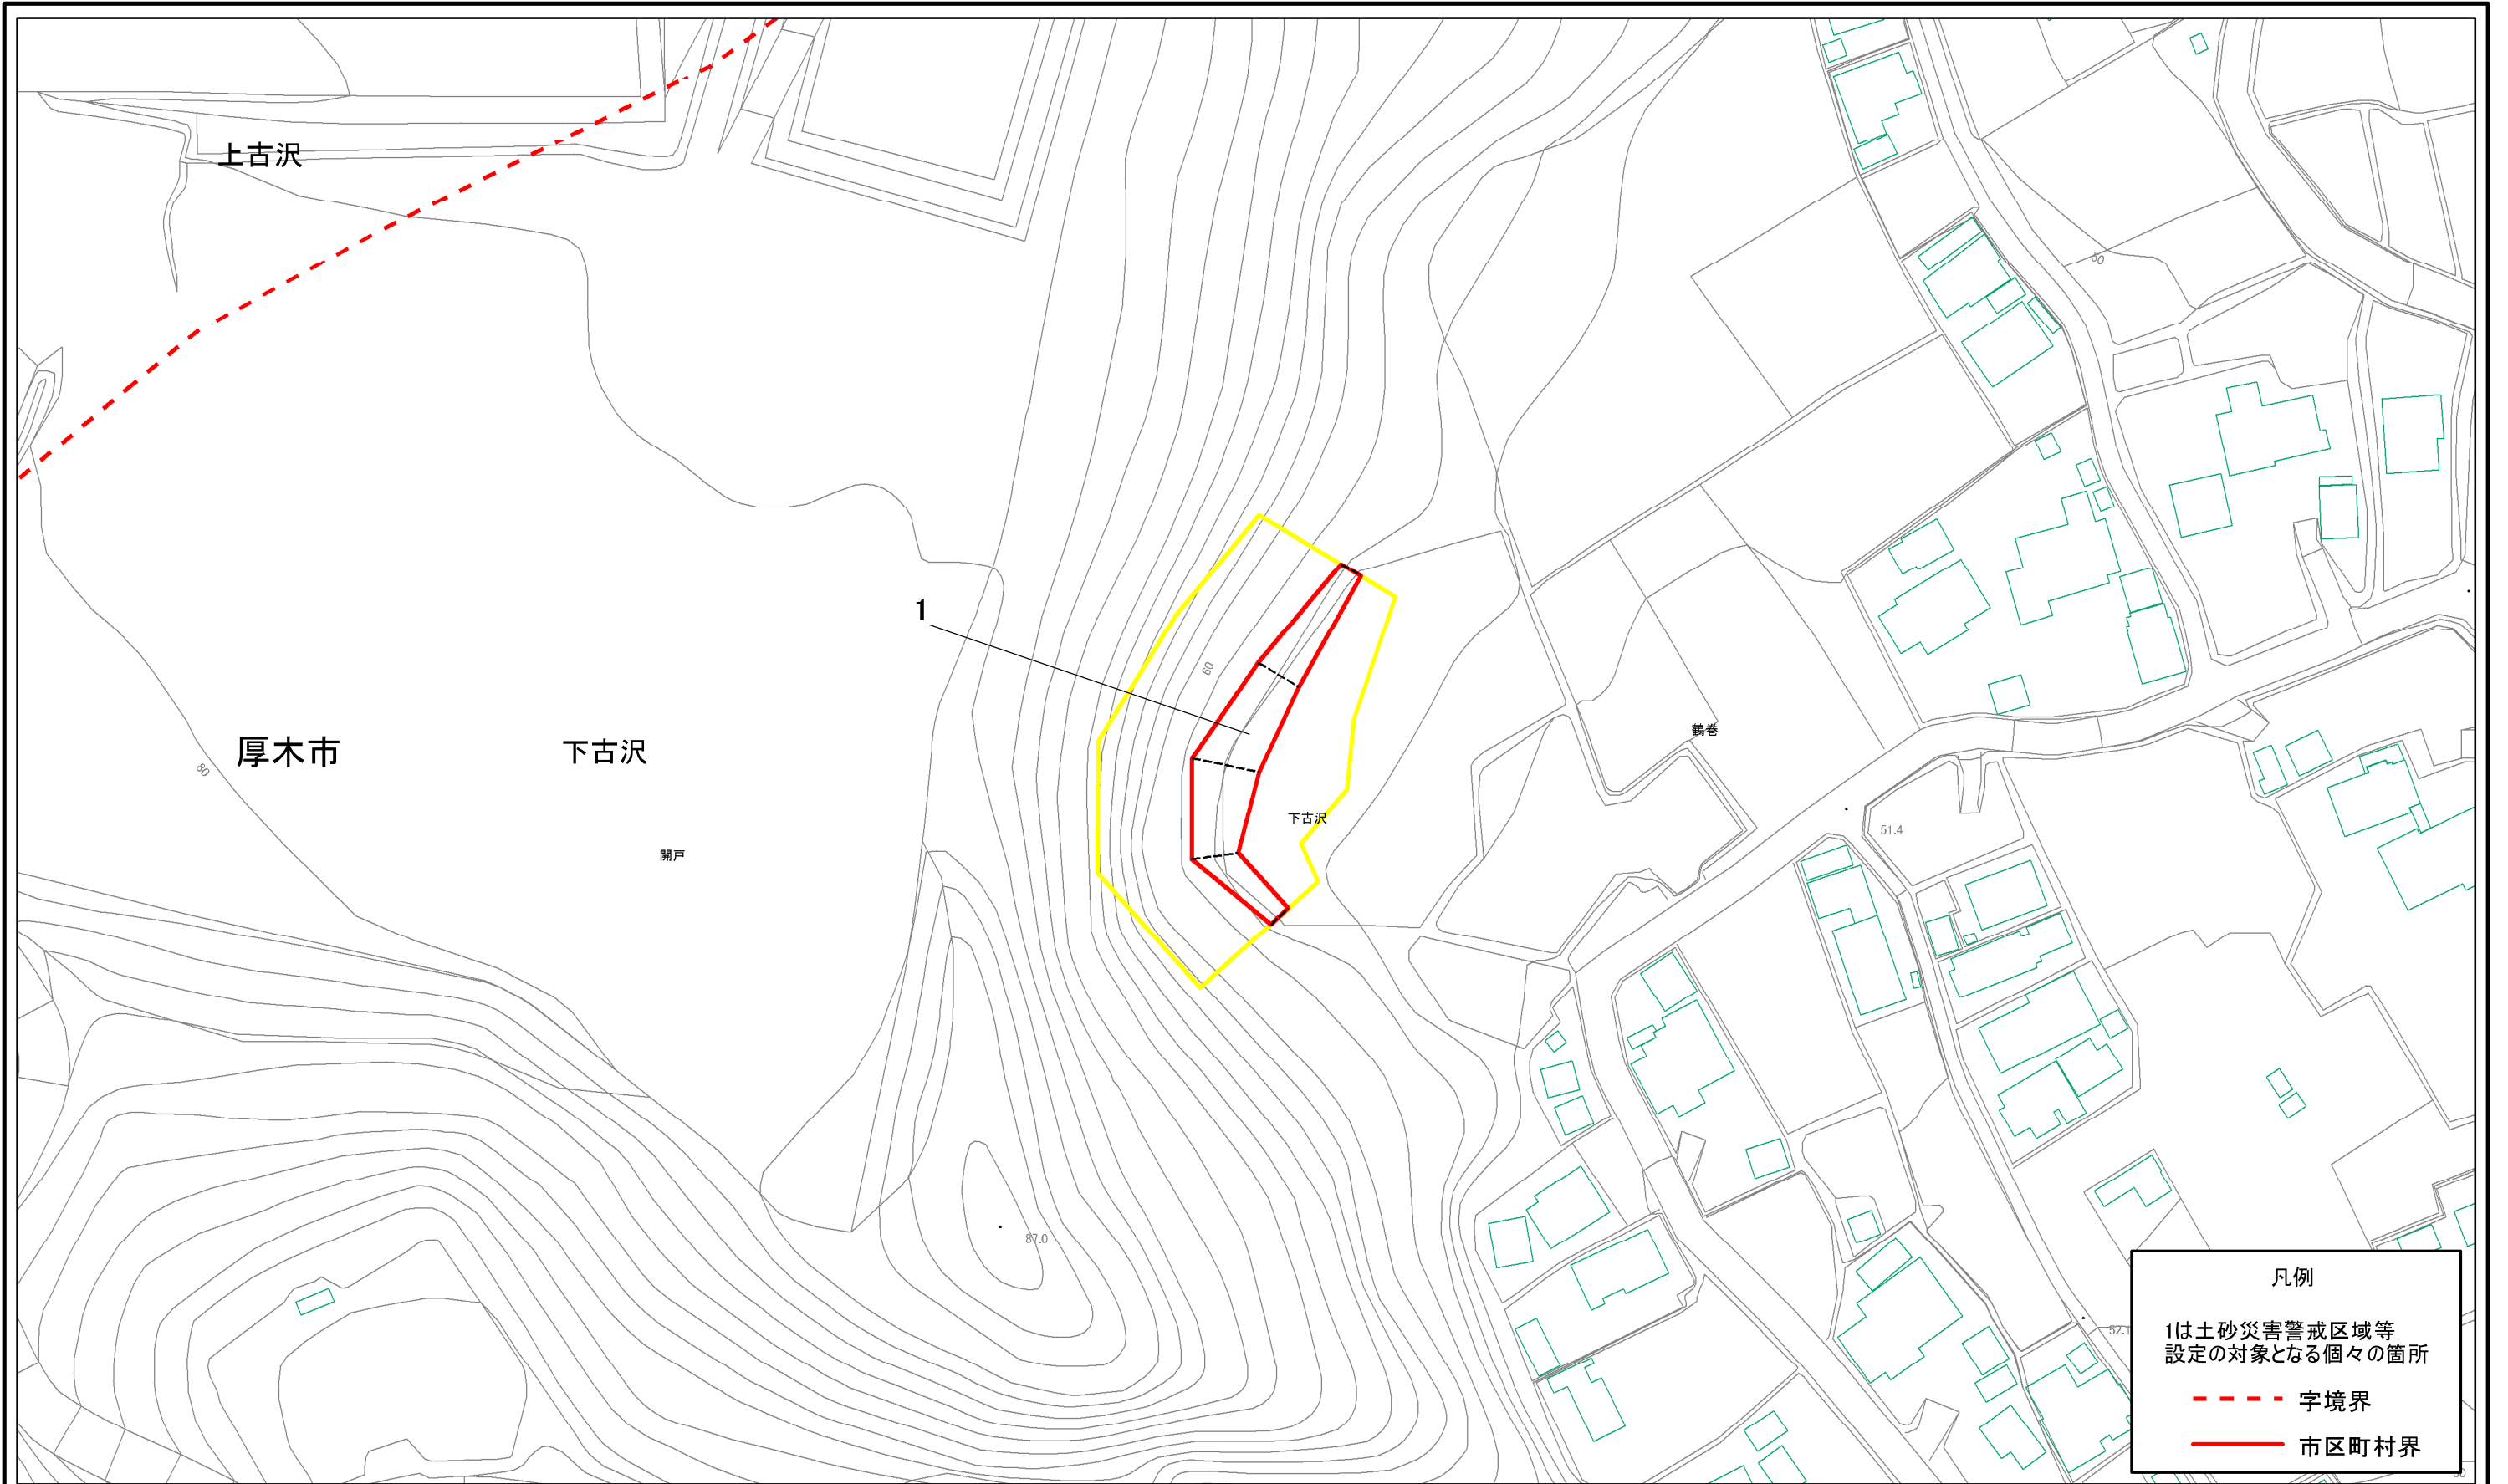 上古沢
50
1
60
鶴巻
厚木市
下古沢
80
下古沢
51.4
開戸
87.0
凡例
1は土砂災害警戒区域等
設定の対象となる個々の箇所
52.1
字境界
市区町村界
50